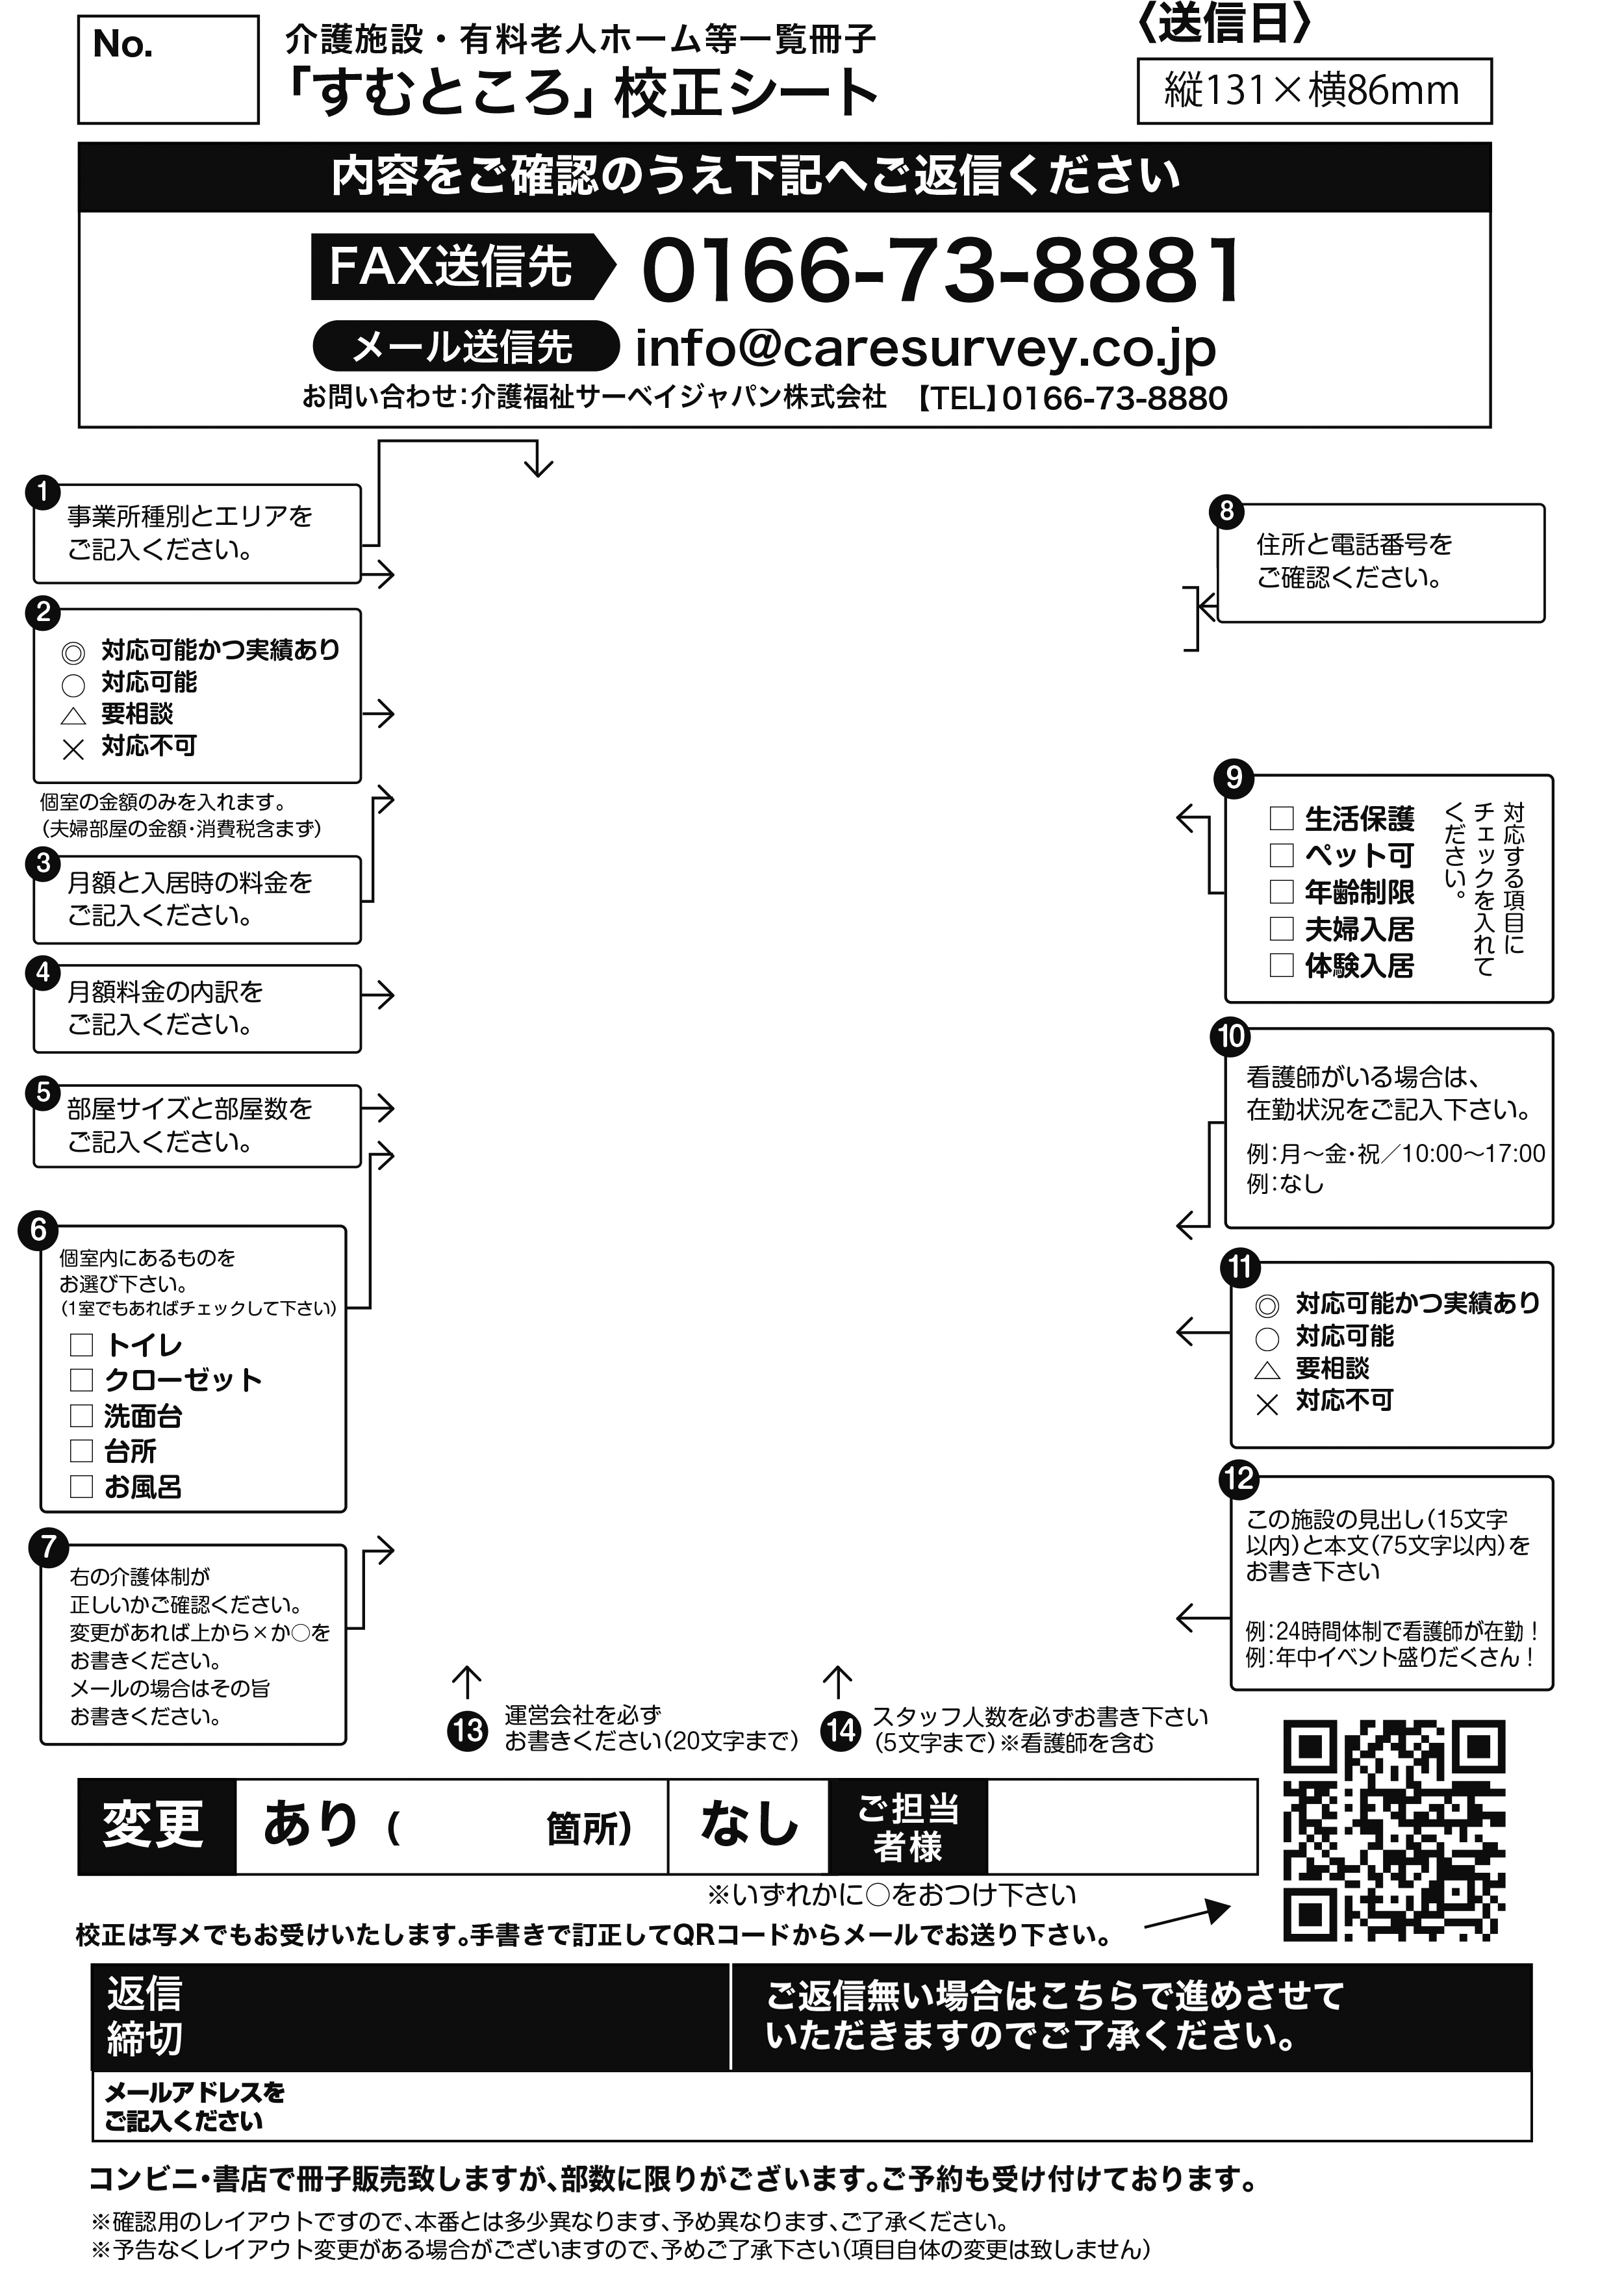 No.
介護施設・有料老人ホーム等一覧冊子
「すむところ」校正シート
〈送信日〉
縦131×横86mm
内容をご確認のうえ下記へご返信ください
FAX送信先 0166-73-8881
メール送信先 info@caresurvey.co.jp
お問い合わせ：介護福祉サーベイジャパン株式会社 【TEL】0166-73-8880
1
事業所種別とエリアを
ご記入ください。
2
◎ 対応可能かつ実績あり
○ 対応可能
△ 要相談
× 対応不可
個室の金額のみを入れます。
（夫婦部屋の金額・消費税含まず）
3
月額と入居時の料金を
ご記入ください。
4
月額料金の内訳を
ご記入ください。
5
部屋サイズと部屋数を
ご記入ください。
6
個室内にあるものを
お選び下さい。
（1室でもあればチェックして下さい）
□ トイレ
□ クローゼット
□ 洗面台
□ 台所
□ お風呂
7
右の介護体制が
正しいかご確認ください。
変更があれば上から×か○を
お書きください。
メールの場合はその旨
お書きください。
8
住所と電話番号を
ご確認ください。
9
□ 生活保護
□ ペット可
□ 年齢制限
□ 夫婦入居
□ 体験入居
対応する項目に
チェックを入れて
ください。
10
看護師がいる場合は、
在勤状況をご記入下さい。
例：月～金・祝／10:00～17:00
例：なし
11
◎ 対応可能かつ実績あり
○ 対応可能
△ 要相談
× 対応不可
12
この施設の見出し（15文字
以内）と本文（75文字以内）を
お書き下さい
例：24時間体制で看護師が在勤！
例：年中イベント盛りだくさん！
13
運営会社を必ず
お書きください（20文字まで）
14
スタッフ人数を必ずお書き下さい
（5文字まで）※看護師を含む
変更 あり（ 箇所） なし
ご担当
者様
※いずれかに○をおつけ下さい
校正は写メでもお受けいたします。手書きで訂正してQRコードからメールでお送り下さい。
返信
締切
ご返信無い場合はこちらで進めさせて
いただきますのでご了承ください。
メールアドレスを
ご記入ください
コンビニ・書店で冊子販売致しますが、部数に限りがございます。ご予約も受け付けております。
※確認用のレイアウトですので、本番とは多少異なります、予め異なります、ご了承ください。
※予告なくレイアウト変更がある場合がございますので、予めご了承下さい（項目自体の変更は致しません）